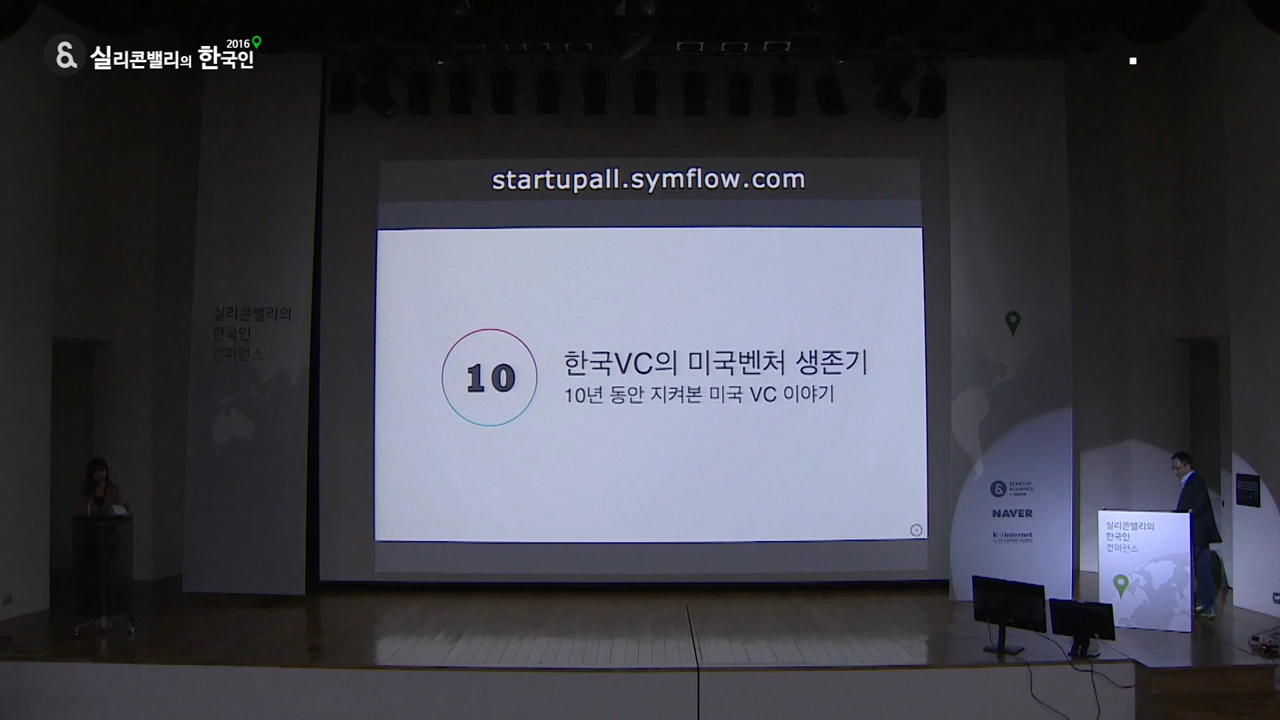 &
2016
실리콘밸리의 한국인
startupall.symflow.com
10
한국VC의 미국벤처 생존기
10년 동안 지켜본 미국 VC 이야기
실리콘밸리의
한국인
컨퍼런스
STARTUP
ALLIANCE
NAVER
실리콘밸리의
한국인
컨퍼런스